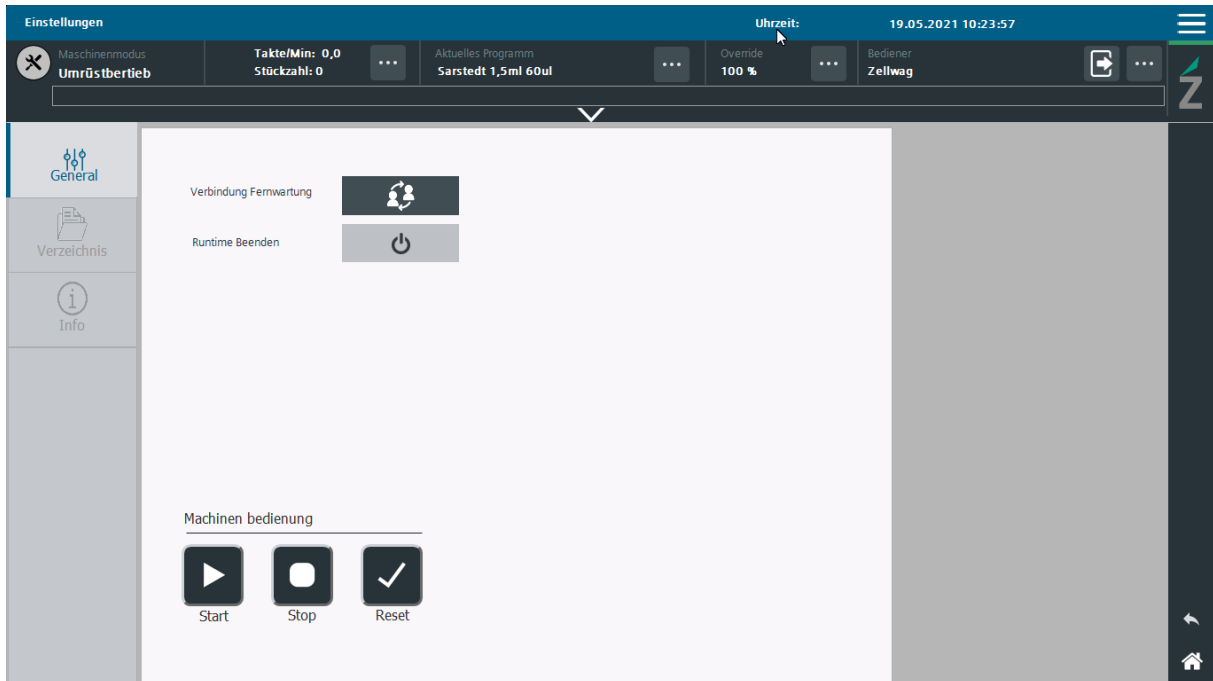 Einstellungen
Uhrzeit:
19.05.2021 10:23:57
Maschinenmodus
Umrüstbertieb
Takte/Min: 0,0
Stückzahl: 0
Aktuelles Programm
Sarstedt 1,5ml 60ul
Override
100 %
Bediener
Zellwag
Z
General
Verzeichnis
Info
Verbindung Fernwartung
Runtime Beenden
Machinen bedienung
Start
Stop
Reset